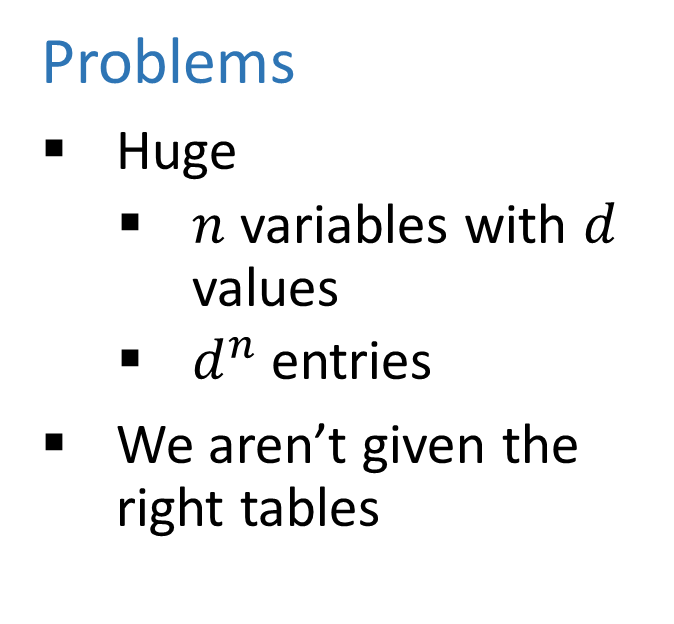 Problems
▪ Huge
▪ n variables with d
values
▪ dⁿ entries
▪ We aren’t given the
right tables